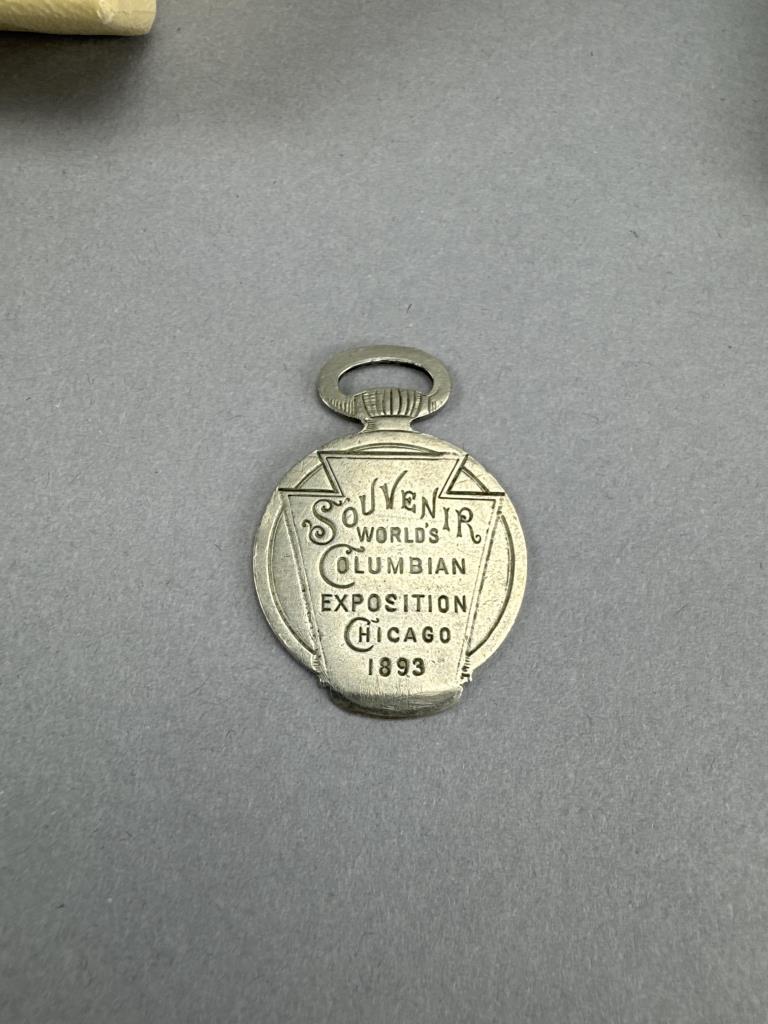 SOUVENIR
WORLD'S
COLUMBIAN
EXPOSITION
CHICAGO
1893